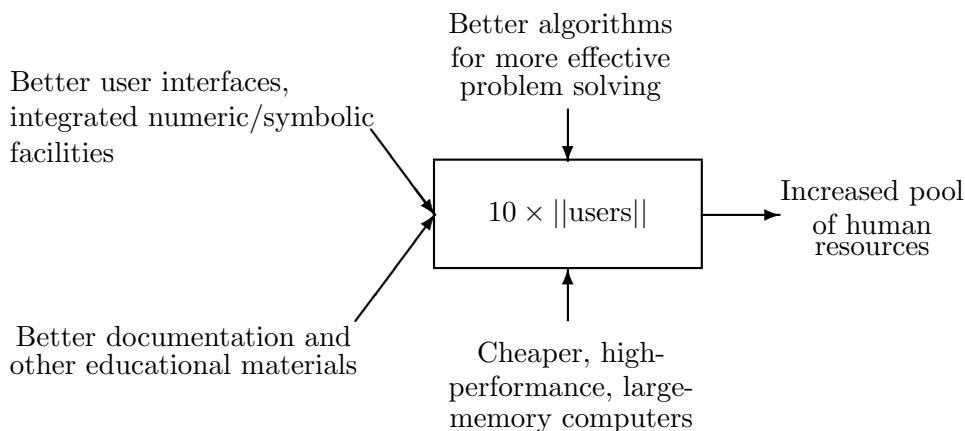 Better algorithms
for more effective
problem solving
Better user interfaces,
integrated numeric/symbolic
facilities
10 × ||users||
Increased pool
of human
resources
Better documentation and
other educational materials
Cheaper, high-
performance, large-
memory computers